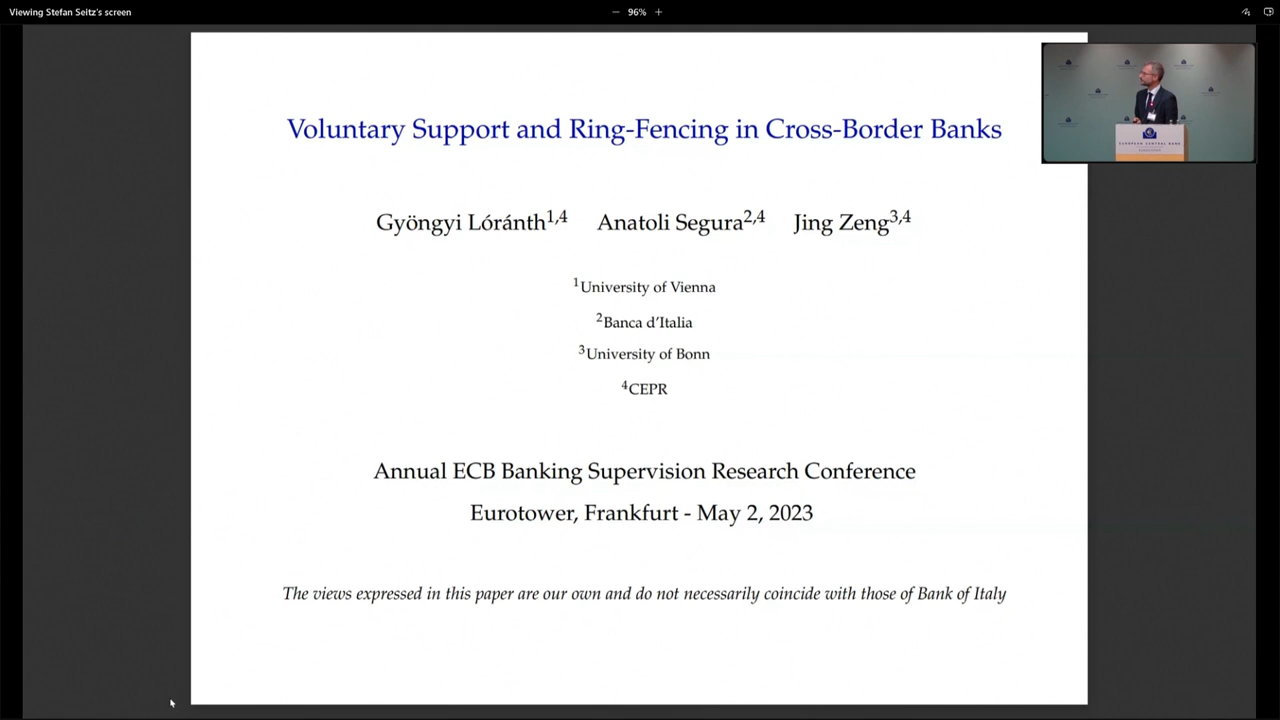 Viewing Stefan Seitz's screen
− 96% +
Voluntary Support and Ring-Fencing in Cross-Border Banks
Gyöngyi Lóránth1,4 Anatoli Segura2,4 Jing Zeng3,4
1University of Vienna
2Banca d'Italia
3University of Bonn
4CEPR
Annual ECB Banking Supervision Research Conference
Eurotower, Frankfurt - May 2, 2023
The views expressed in this paper are our own and do not necessarily coincide with those of Bank of Italy
EUROPEAN CENTRAL BANK